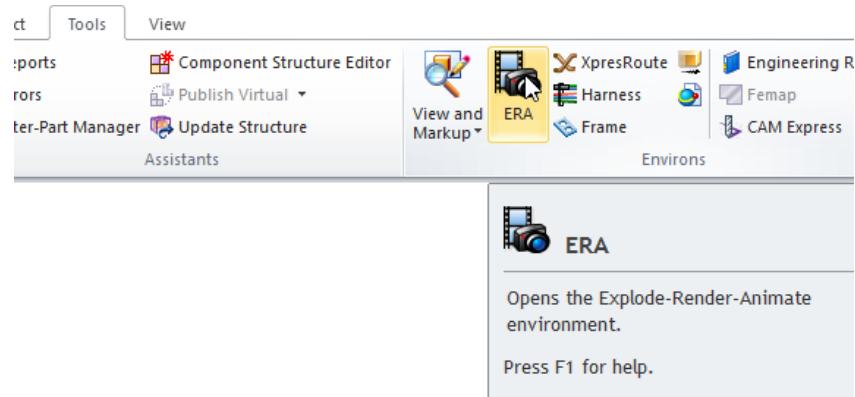 ct Tools View
eports Component Structure Editor
rors Publish Virtual
ter-Part Manager Update Structure
Assistants
View and
Markup
ERA
XpresRoute
Harness
Frame
Engineering R
Femap
CAM Express
Environs
ERA
Opens the Explode-Render-Animate
environment.
Press F1 for help.